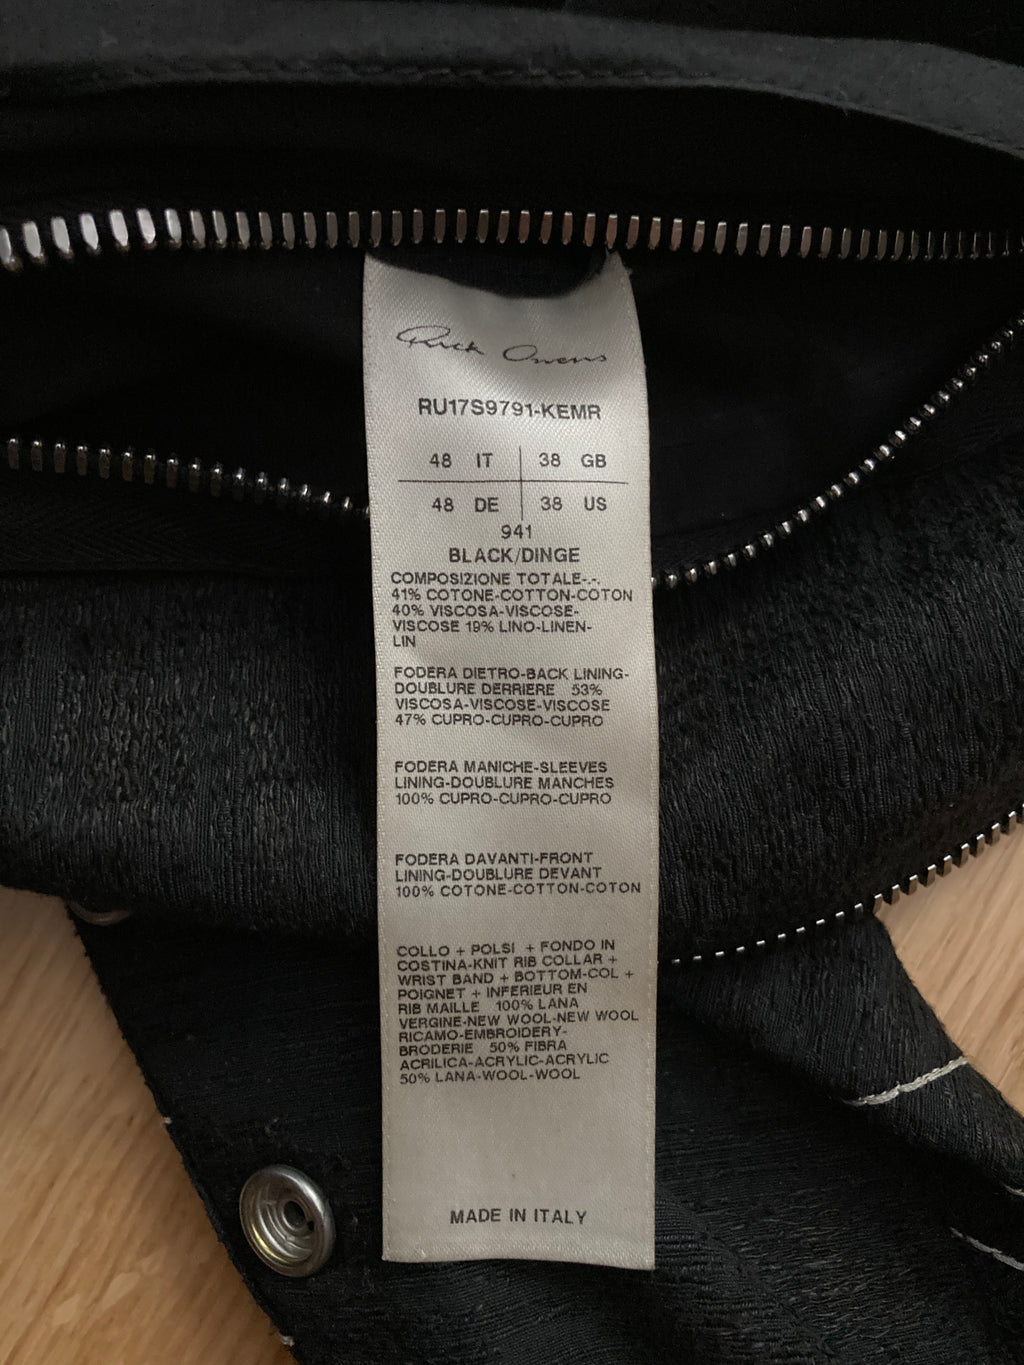 Rick Owens
RU17S9791-KEMR
48 IT 38 GB
48 DE 38 US
941
BLACK/DINGE
COMPOSIZIONE TOTALE-.-.
41% COTONE-COTTON-COTON
40% VISCOSA-VISCOSE-
VISCOSE 19% LINO-LINEN-
LIN
FODERA DIETRO-BACK LINING-
DOUBLURE DERRIERE 53%
VISCOSA-VISCOSE-VISCOSE
47% CUPRO-CUPRO-CUPRO
FODERA MANICHE-SLEEVES
LINING-DOUBLURE MANCHES
100% CUPRO-CUPRO-CUPRO
FODERA DAVANTI-FRONT
LINING-DOUBLURE DEVANT
100% COTONE-COTTON-COTON
COLLO + POLSI + FONDO IN
COSTINA-KNIT RIB COLLAR +
WRIST BAND + BOTTOM-COL +
POIGNET + INFERIEUR EN
RIB MAILLE 100% LANA
VERGINE-NEW WOOL-NEW WOOL
RICAMO-EMBROIDERY-
BRODERIE 50% FIBRA
ACRILICA-ACRYLIC-ACRYLIC
50% LANA-WOOL-WOOL
MADE IN ITALY